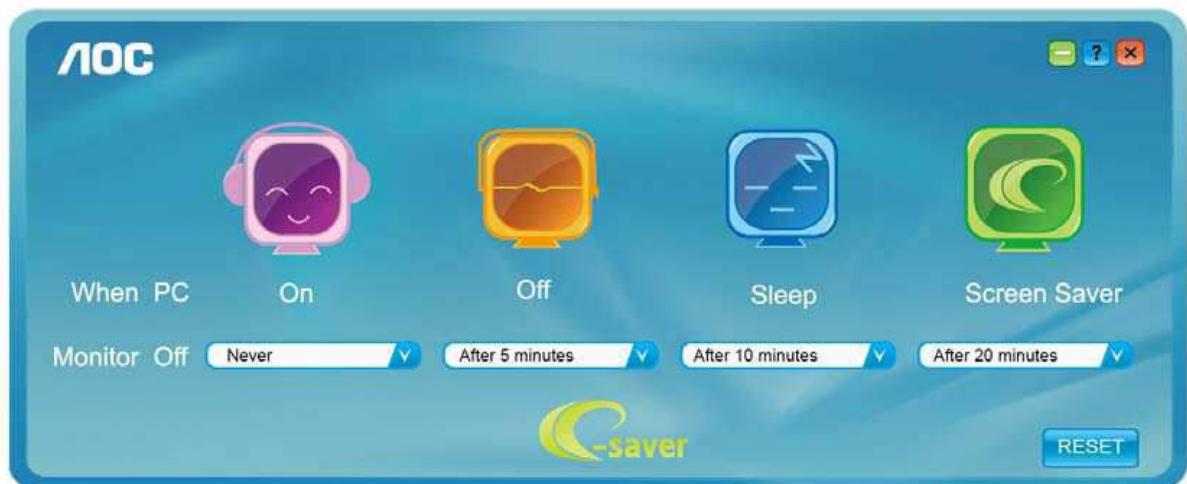 AOC
?
When PC On Off Sleep Screen Saver
Monitor Off Never After 5 minutes After 10 minutes After 20 minutes
e-saver
RESET